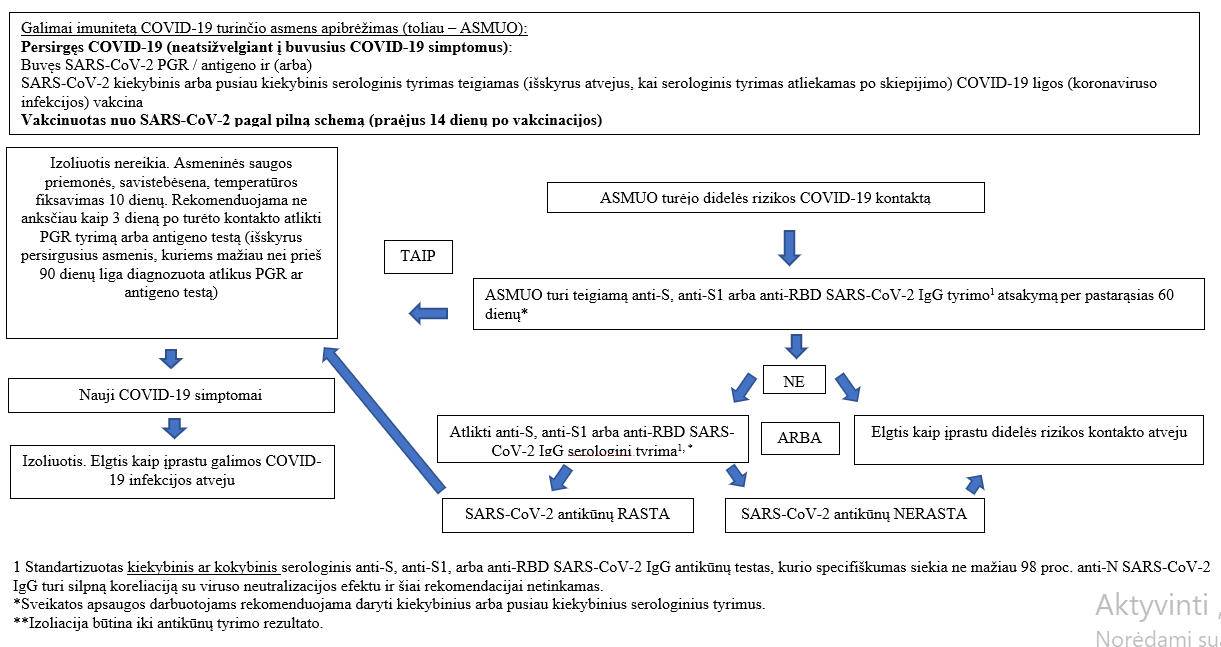 Galimai imunitetą COVID-19 turinčio asmens apibrėžimas (toliau – ASMUO):
Persirgęs COVID-19 (neatsižvelgiant į buvusius COVID-19 simptomus):
Buvęs SARS-CoV-2 PGR / antigeno ir (arba)
SARS-CoV-2 kiekybinis arba pusiau kiekybinis serologinis tyrimas teigiamas (išskyrus atvejus, kai serologinis tyrimas atliekamas po skiepijimo) COVID-19 ligos (koronaviruso
infekcijos) vakcina
Vakcinuotas nuo SARS-CoV-2 pagal pilną schemą (praėjus 14 dienų po vakcinacijos)
Izoliuotis nereikia. Asmeninės saugos
priemonės, savistebėsena, temperatūros
fiksavimas 10 dienų. Rekomenduojama ne
anksčiau kaip 3 dieną po turėto kontakto atlikti
PGR tyrimą arba antigeno testą (išskyrus
persirgusius asmenis, kuriems mažiau nei prieš
90 dienų liga diagnozuota atlikus PGR ar
antigeno testą)
ASMUO turėjo didelės rizikos COVID-19 kontaktą
TAIP
ASMUO turi teigiamą anti-S, anti-S1 arba anti-RBD SARS-CoV-2 IgG tyrimo¹ atsakymą per pastarąsias 60
dienų*
NE
Nauji COVID-19 simptomai
Atlikti anti-S, anti-S1 arba anti-RBD SARS-
CoV-2 IgG serologinį tyrimą¹, *
ARBA
Elgtis kaip įprastu didelės rizikos kontakto atveju
Izoliuotis. Elgtis kaip įprastu galimos COVID-
19 infekcijos atveju
SARS-CoV-2 antikūnų RASTA
SARS-CoV-2 antikūnų NERASTA
1 Standartizuotas kiekybinis ar kokybinis serologinis anti-S, anti-S1, arba anti-RBD SARS-CoV-2 IgG antikūnų testas, kurio specifiškumas siekia ne mažiau 98 proc. anti-N SARS-CoV-2
IgG turi silpną koreliaciją su viruso neutralizacijos efektu ir šiai rekomendacijai netinkamas.
*Sveikatos apsaugos darbuotojams rekomenduojama daryti kiekybinius arba pusiau kiekybinius serologinius tyrimus.
**Izoliacija būtina iki antikūnų tyrimo rezultato.
Aktyvinti
Norėdami